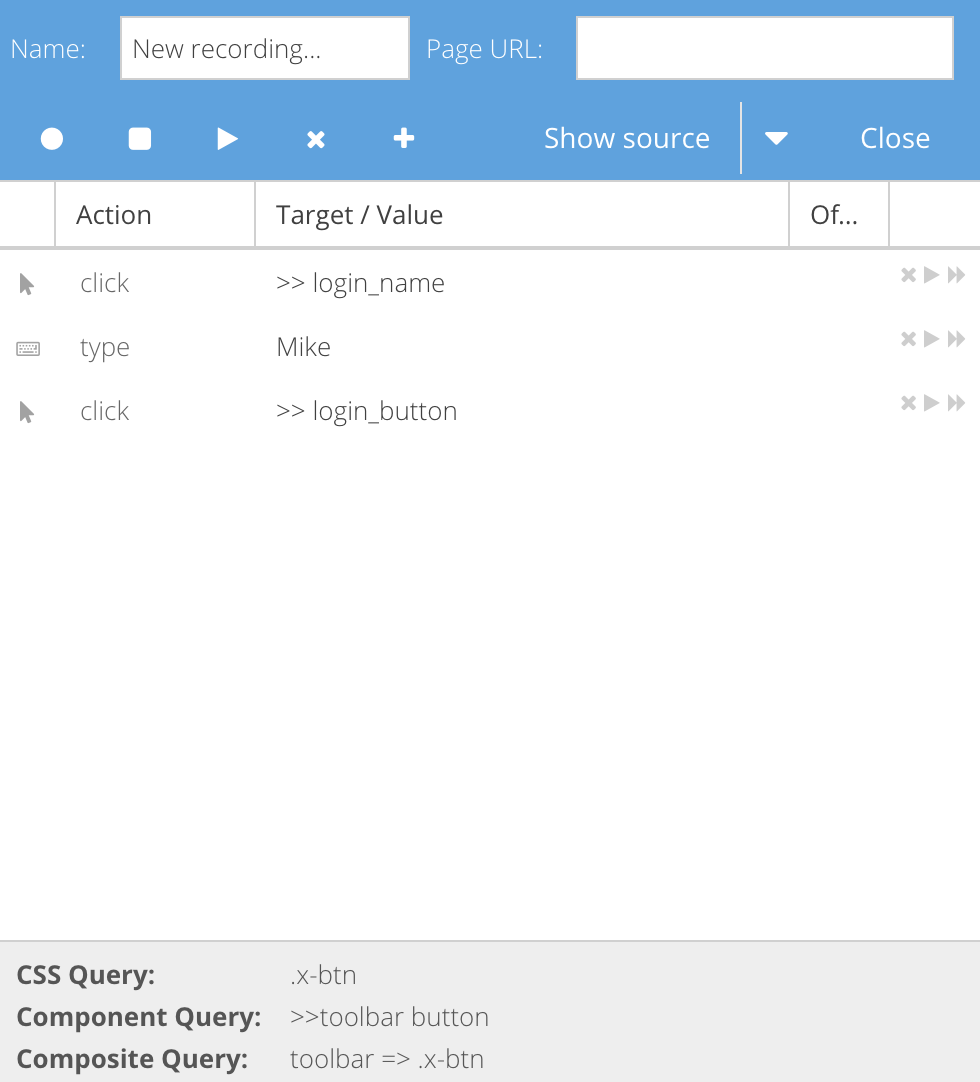 Name: New recording... Page URL:
Show source Close
Action Target / Value Of...
click >> login_name
type Mike
click >> login_button
CSS Query: .x-btn
Component Query: >>toolbar button
Composite Query: toolbar => .x-btn